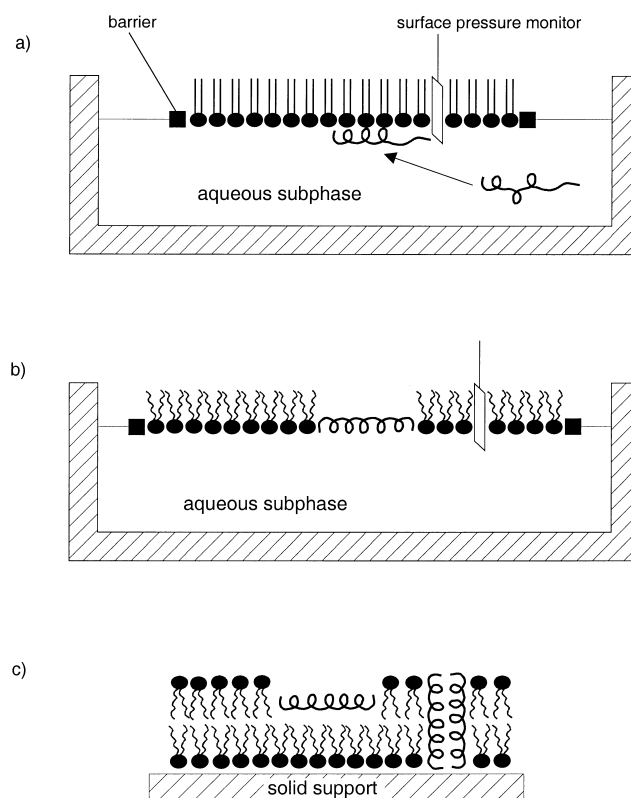 a)
barrier
surface pressure monitor
aqueous subphase
b)
aqueous subphase
c)
solid support